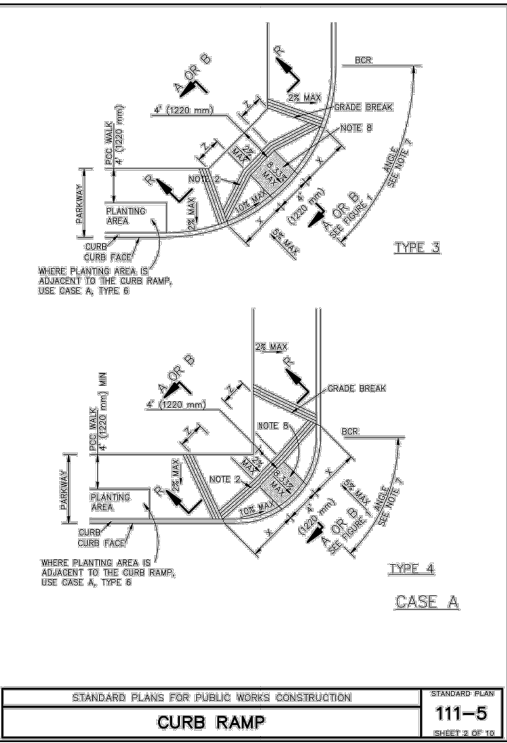 BCR
A OR B
R
2% MAX
Z
GRADE BREAK
4' (1220 mm)
NOTE 8
Z
2%
MAX
8.33%
MAX
X
NOTE 2
R
10% MAX
4'
(1220 mm)
X
ANGLE
SEE NOTE 7
A OR B
SEE FIGURE 1
5% MAX
2% MAX
PCC WALK
4' (1220 mm)
PARKWAY
PLANTING
AREA
CURB
CURB FACE
WHERE PLANTING AREA IS
ADJACENT TO THE CURB RAMP,
USE CASE A, TYPE 6
TYPE 3
2% MAX
A OR B
R
Z
GRADE BREAK
4' (1220 mm)
NOTE 8
BCR
Z
PCC WALK
4' (1220 mm) MIN
PARKWAY
2% MAX
2%
MAX
8.33%
MAX
NOTE 2
X
R
10% MAX
4'
(1220 mm)
X
5% MAX
ANGLE
SEE NOTE 7
A OR B
SEE FIGURE 1
PLANTING
AREA
CURB
CURB FACE
WHERE PLANTING AREA IS
ADJACENT TO THE CURB RAMP,
USE CASE A, TYPE 6
TYPE 4
CASE A
STANDARD PLANS FOR PUBLIC WORKS CONSTRUCTION
CURB RAMP
STANDARD PLAN
111-5
SHEET 2 OF 10